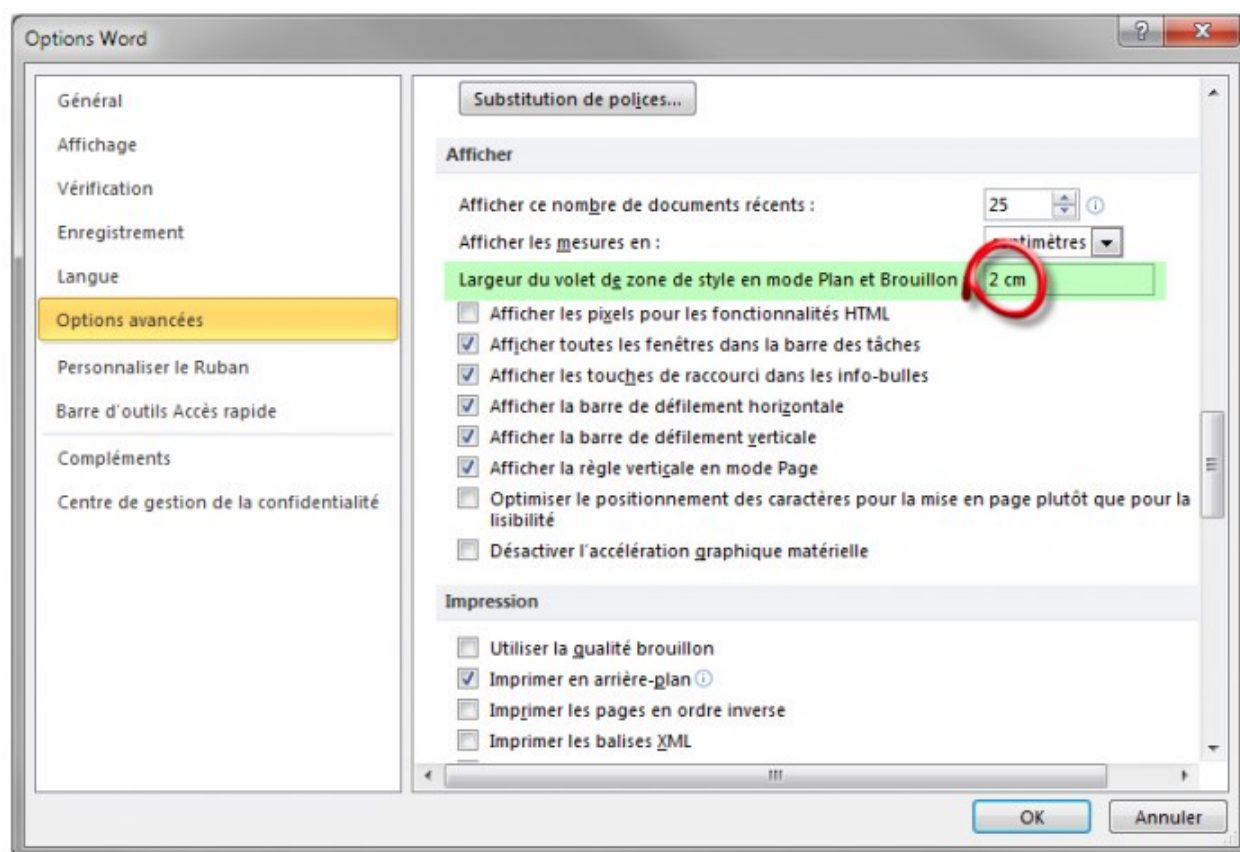 Options Word
Général
Affichage
Vérification
Enregistrement
Langue
Options avancées
Personnaliser le Ruban
Barre d'outils Accès rapide
Compléments
Centre de gestion de la confidentialité
Substitution de polices...
Afficher
Afficher ce nombre de documents récents : 25
Afficher les mesures en : centimètres
Largeur du volet de zone de style en mode Plan et Brouillon 2 cm
Afficher les pixels pour les fonctionnalités HTML
Afficher toutes les fenêtres dans la barre des tâches
Afficher les touches de raccourci dans les info-bulles
Afficher la barre de défilement horizontale
Afficher la barre de défilement verticale
Afficher la règle verticale en mode Page
Optimiser le positionnement des caractères pour la mise en page plutôt que pour la
lisibilité
Désactiver l'accélération graphique matérielle
Impression
Utiliser la qualité brouillon
Imprimer en arrière-plan
Imprimer les pages en ordre inverse
Imprimer les balises XML
OK Annuler